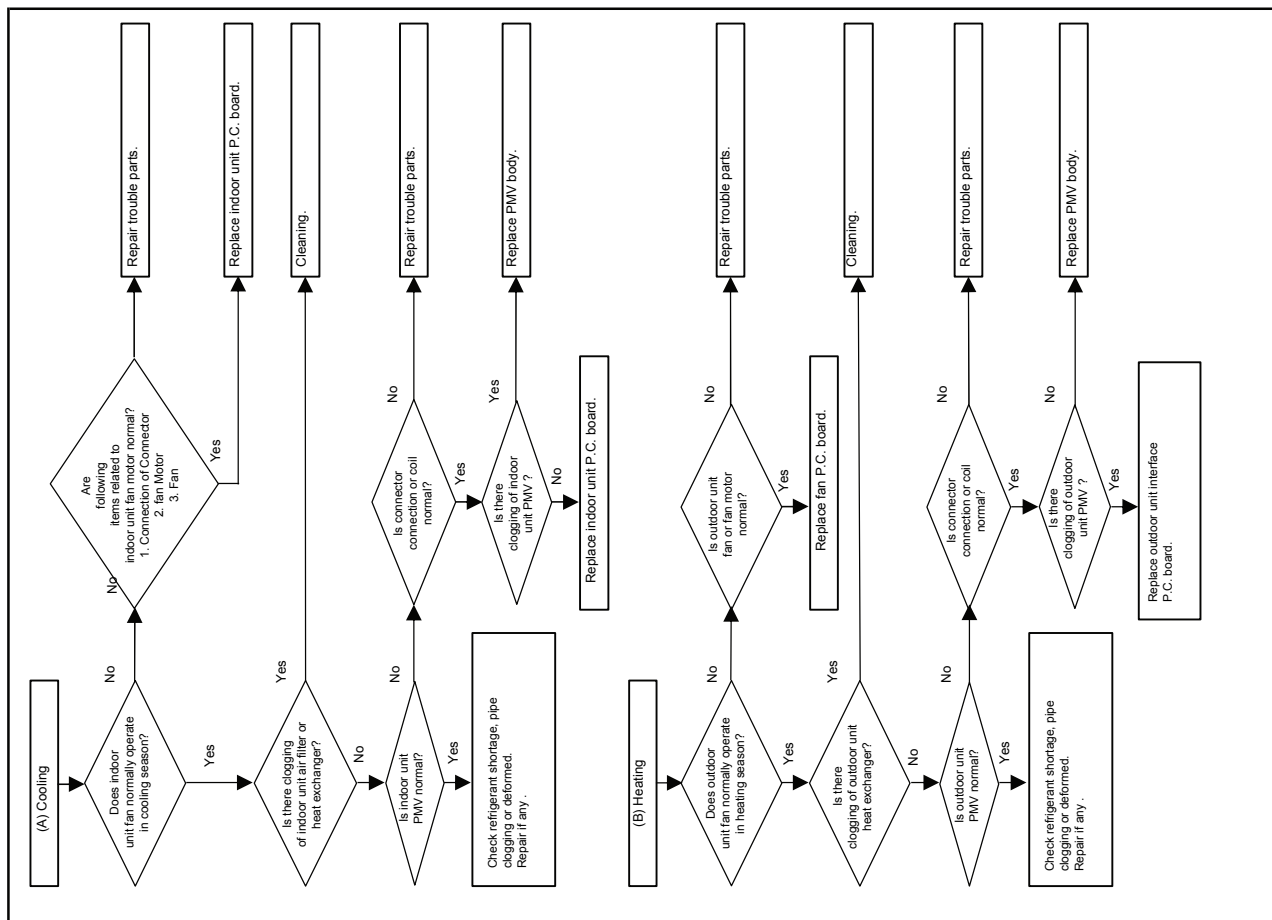 (A) Cooling
Does indoor
unit fan normally operate
in cooling season?
No
No
Are
following
items related to
indoor unit fan motor normal?
1. Connection of Connector
2. fan Motor
3. Fan
No
Repair trouble parts.
Yes
Replace indoor unit P.C. board.
Yes
Is there clogging
of indoor unit air filter or
heat exchanger?
Yes
Cleaning.
No
Is indoor unit
PMV normal?
No
Is connector
connection or coil
normal?
No
Repair trouble parts.
Yes
Is there
clogging of indoor
unit PMV ?
Yes
Replace PMV body.
No
Replace indoor unit P.C. board.
Yes
Check refrigerant shortage, pipe
clogging or deformed.
Repair if any .
(B) Heating
Does outdoor
unit fan normally operate
in heating season?
No
Is outdoor unit
fan or fan motor
normal?
No
Repair trouble parts.
Yes
Replace fan P.C. board.
Yes
Is there
clogging of outdoor unit
heat exchanger?
Yes
Cleaning.
No
Is outdoor unit
PMV normal?
No
Is connector
connection or coil
normal?
No
Repair trouble parts.
Yes
Is there
clogging of outdoor
unit PMV ?
Yes
Replace PMV body.
Yes
Replace outdoor unit interface
P.C. board.
Yes
Check refrigerant shortage, pipe
clogging or deformed.
Repair if any .